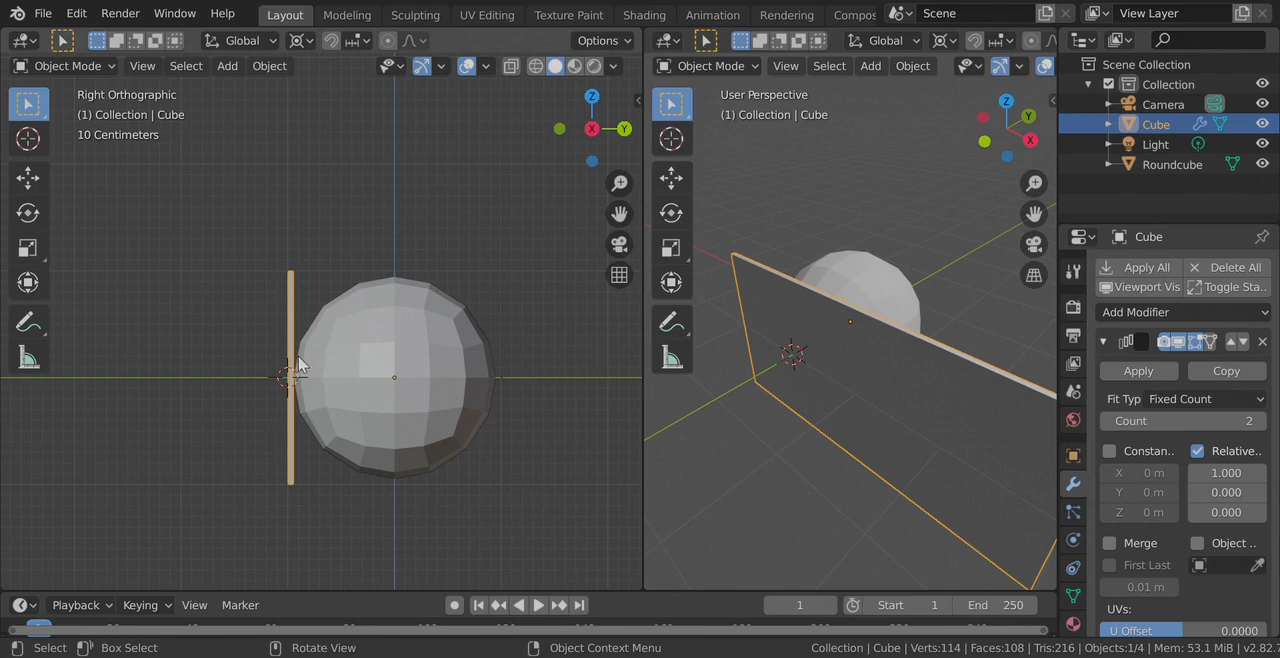 File Edit Render Window Help Layout Modeling Sculpting UV Editing Texture Paint Shading Animation Rendering Compos Scene View Layer
Global Options Global
Object Mode View Select Add Object Object Mode View Select Add Object
Scene Collection
Collection
Camera
Cube
Light
Roundcube
Right Orthographic
(1) Collection | Cube
10 Centimeters
Z
X
Y
User Perspective
(1) Collection | Cube
Z
Y
X
Cube
Apply All Delete All
Viewport Vis Toggle Sta..
Add Modifier
Apply Copy
Fit Typ Fixed Count
Count 2
Constan.. Relative..
X 0 m 1.000
Y 0 m 0.000
Z 0 m 0.000
Merge Object ..
First Last
0.01 m
UVs:
U Offset 0.0000
Playback Keying View Marker 1 Start 1 End 250
Select Box Select Rotate View Object Context Menu Collection | Cube | Verts:114 | Faces:108 | Tris:216 | Objects:1/4 | Mem: 53.1 MiB | v2.82.